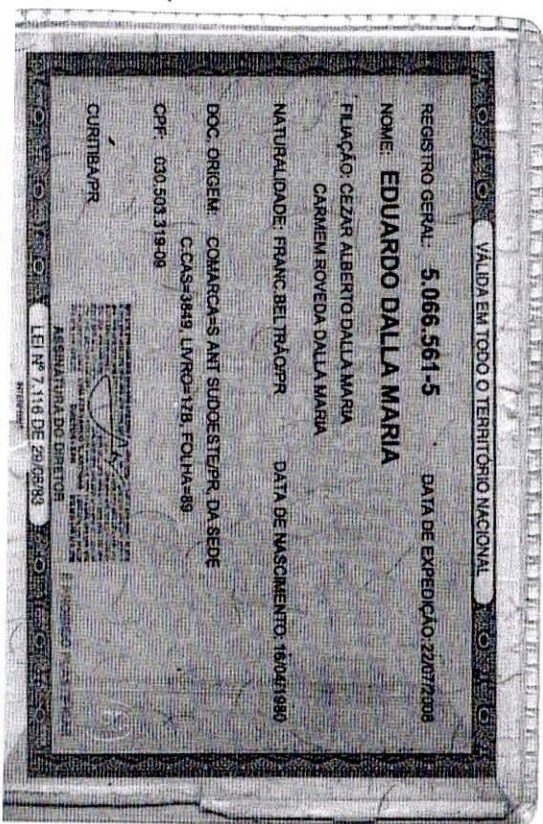 VÁLIDA EM TODO O TERRITÓRIO NACIONAL
REGISTRO GERAL: 5.066.561-5 DATA DE EXPEDIÇÃO: 22/07/2008
NOME: EDUARDO DALLA MARIA
FILIAÇÃO: CEZAR ALBERTO DALLA MARIA
CARMEM ROVEDA DALLA MARIA
NATURALIDADE: FRANC.BELTRÃO/PR DATA DE NASCIMENTO: 16/04/1980
DOC. ORIGEM: COMARCA=S ANT SUDOESTE/PR, DA SEDE
C.CAS=3849, LIVRO=17B, FOLHA=89
CPF: 030.503.319-09
CURITIBA/PR
ASSINATURA DO DIRETOR
LEI Nº 7.116 DE 29/08/83